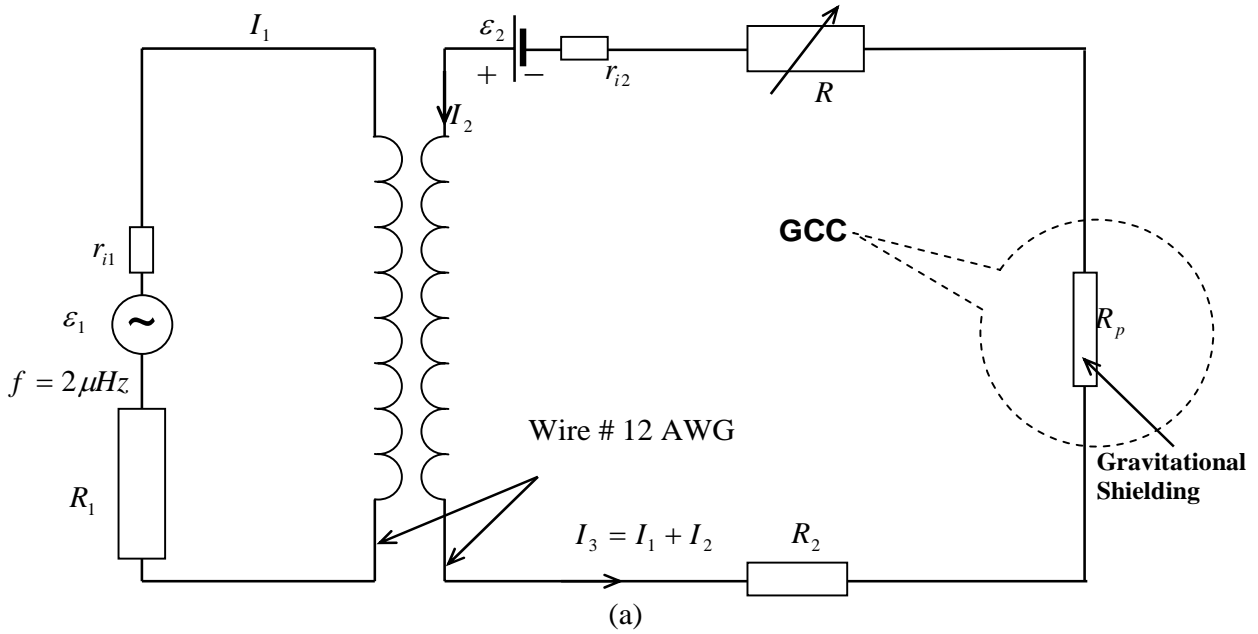 I₁
ε₂
+ −
rᵢ₂
R
I₂
GCC
rᵢ₁
ε₁
~
Rₚ
f = 2μHz
Wire # 12 AWG
Gravitational
Shielding
R₁
I₃ = I₁ + I₂
R₂
(a)